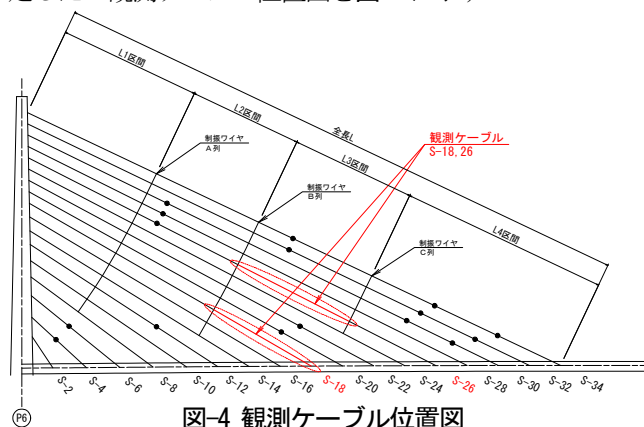 L1区間
L2区間
全長L
L3区間
L4区間
制振ワイヤ
A列
制振ワイヤ
B列
制振ワイヤ
C列
観測ケーブル
S-18,26
S-2
S-4
S-6
S-8
S-10
S-12
S-14
S-16
S-18
S-20
S-22
S-24
S-26
S-28
S-30
S-32
S-34
P6
図-4 観測ケーブル位置図